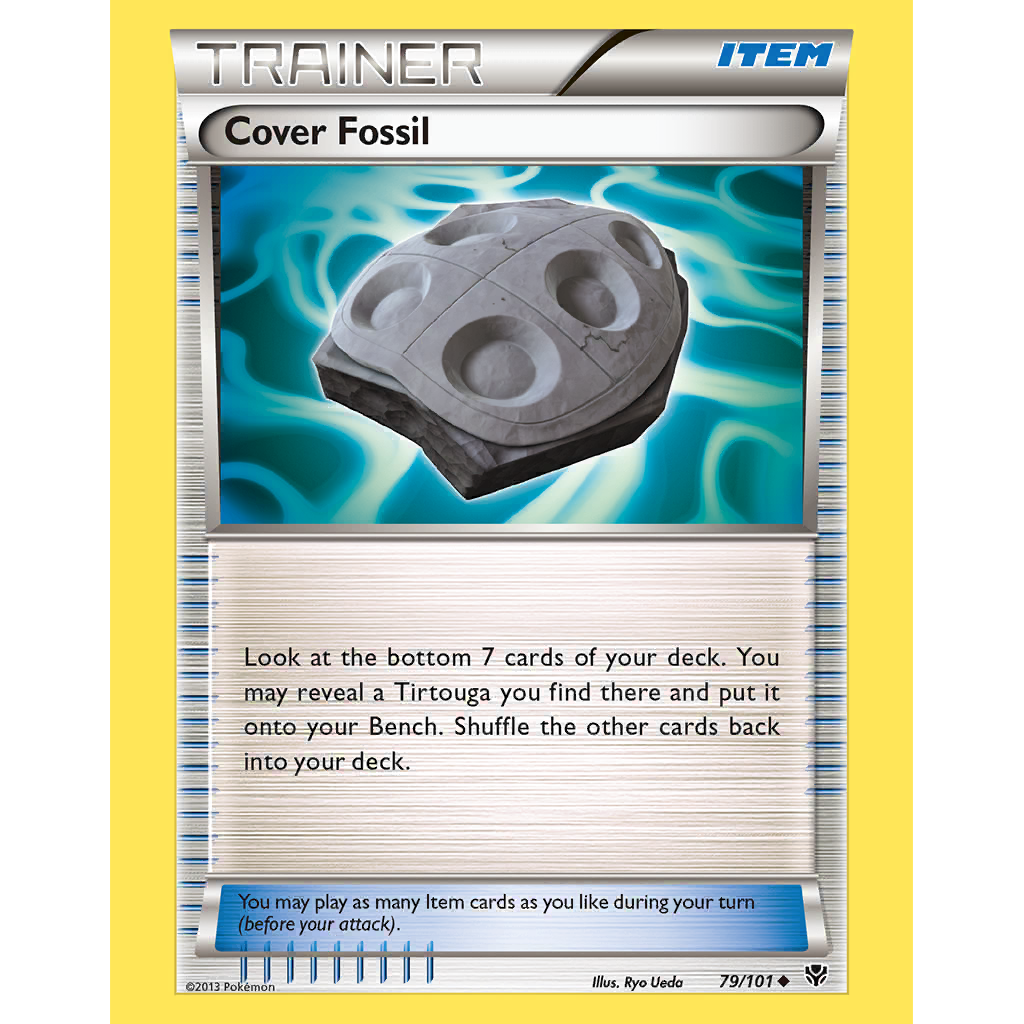 TRAINER
ITEM
Cover Fossil
Look at the bottom 7 cards of your deck. You
may reveal a Tirtouga you find there and put it
onto your Bench. Shuffle the other cards back
into your deck.
You may play as many Item cards as you like during your turn
(before your attack).
©2013 Pokémon
Illus. Ryo Ueda
79/101